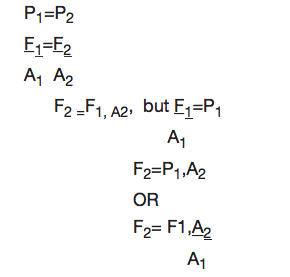 P1=P2
F1=F2
A1 A2
F2 =F1, A2, but F1=P1
A1
F2=P1,A2
OR
F2= F1,A2
A1